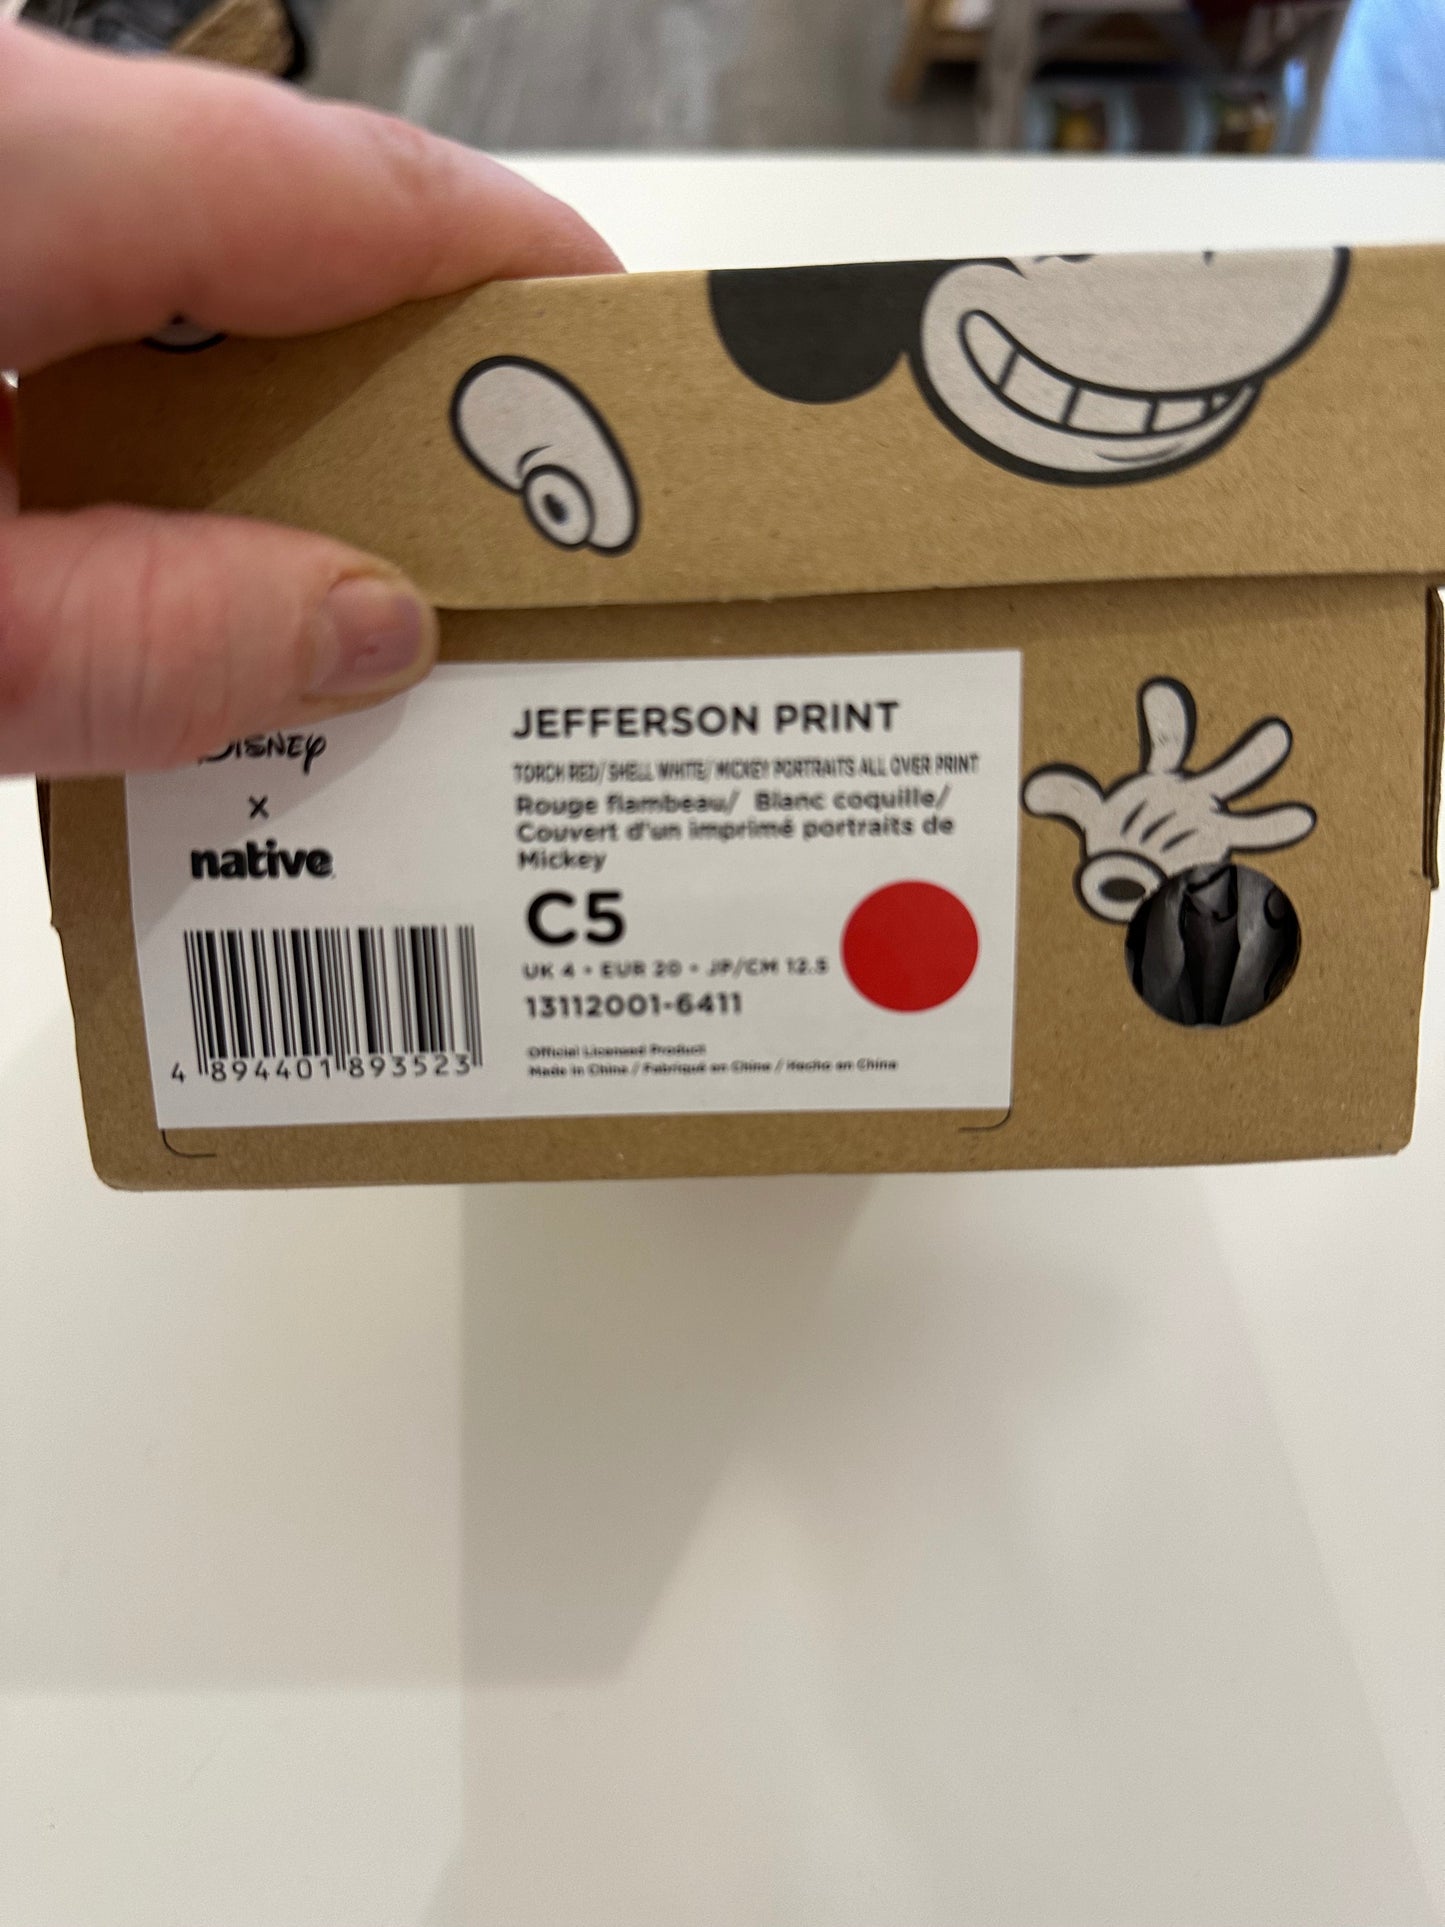 DISNEY
x
native
4 894401 893523
JEFFERSON PRINT
TORCH RED/ SHELL WHITE/ MICKEY PORTRAITS ALL OVER PRINT
Rouge flambeau/ Blanc coquille/
Couvert d'un imprimé portraits de
Mickey
C5
UK 4 • EUR 20 • JP/CM 12.5
13112001-6411
Official Licensed Product
Made in China / Fabriqué en Chine / Hecho en China